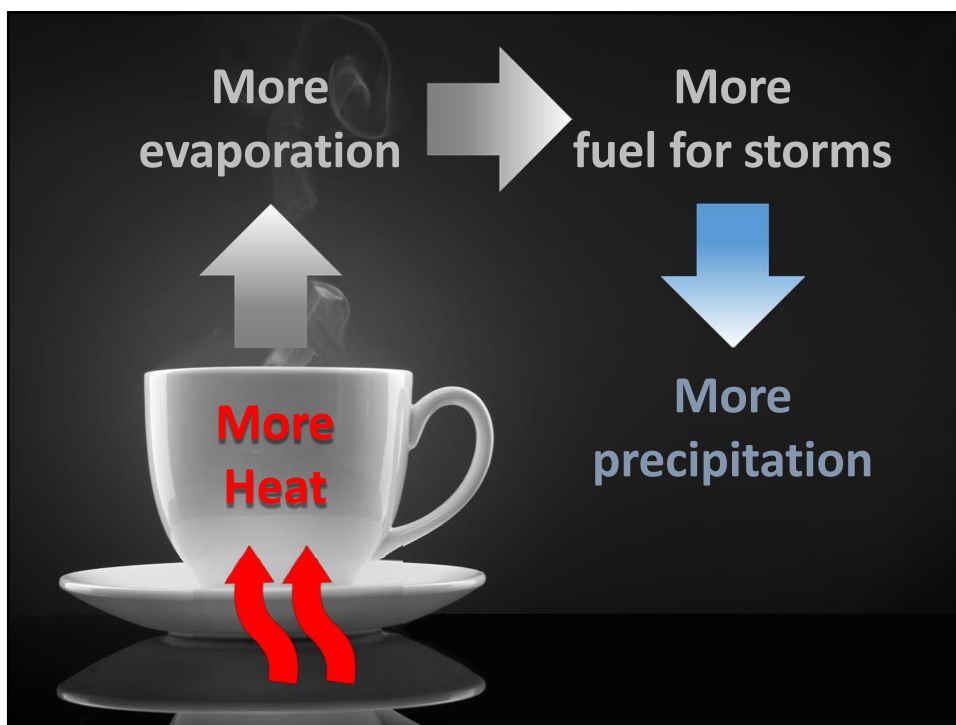 More
evaporation
More
fuel for storms
More
precipitation
More
Heat